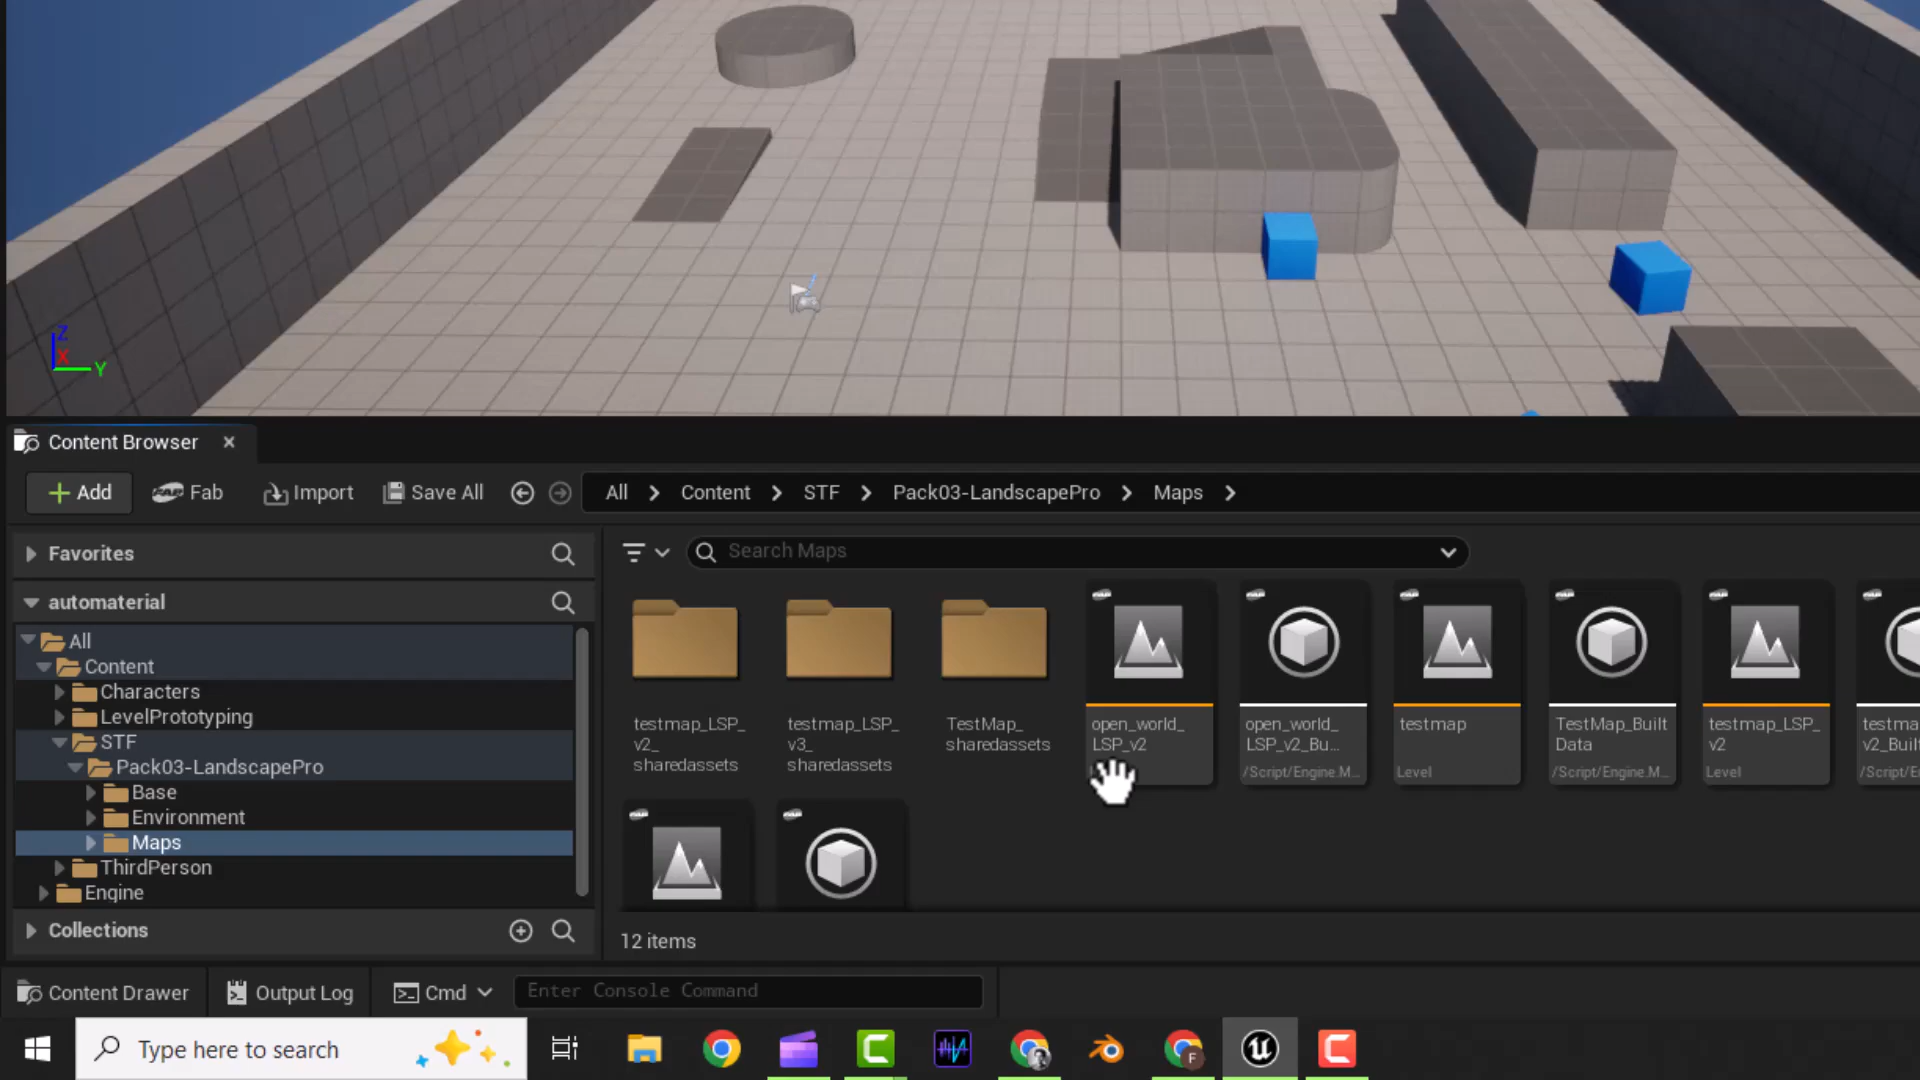 Z
X
Y
Content Browser
Add
Fab
Import
Save All
All > Content > STF > Pack03-LandscapePro > Maps >
Favorites
Search Maps
automaterial
All
Content
Characters
LevelPrototyping
STF
Pack03-LandscapePro
Base
Environment
Maps
ThirdPerson
Engine
Collections
testmap_LSP_
v2_
sharedassets
testmap_LSP_
v3_
sharedassets
TestMap_
sharedassets
open_world_
LSP_v2
open_world_
LSP_v2_Bu...
/Script/Engine.M...
testmap
Level
TestMap_Built
Data
/Script/Engine.M...
testmap_LSP_
v2
Level
testma
v2_Built
/Script/E
12 items
Content Drawer
Output Log
Cmd
Enter Console Command
Type here to search
F